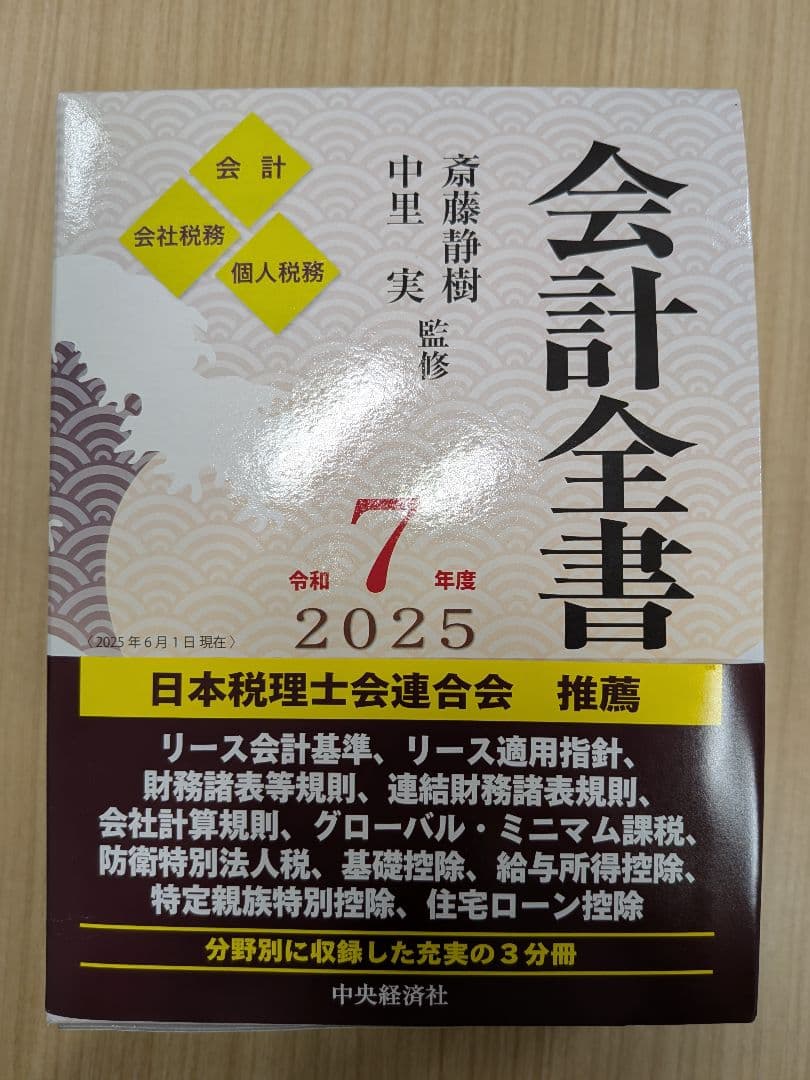 会計全書
斎藤静樹
中里 実
監修
会計
会社税務
個人税務
令和7年度
2025
〈2025年6月1日現在〉
日本税理士会連合会 推薦
リース会計基準、リース適用指針、
財務諸表等規則、連結財務諸表規則、
会社計算規則、グローバル・ミニマム課税、
防衛特別法人税、基礎控除、給与所得控除、
特定親族特別控除、住宅ローン控除
分野別に収録した充実の3分冊
中央経済社